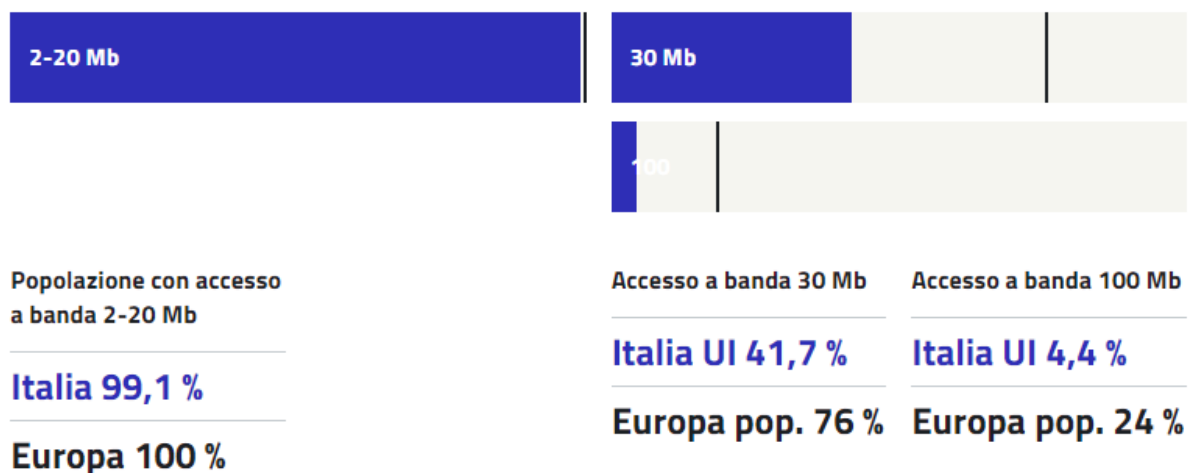 2-20 Mb
30 Mb
100
Popolazione con accesso
a banda 2-20 Mb
Italia 99,1 %
Europa 100 %
Accesso a banda 30 Mb
Italia UI 41,7 %
Europa pop. 76 %
Accesso a banda 100 Mb
Italia UI 4,4 %
Europa pop. 24 %